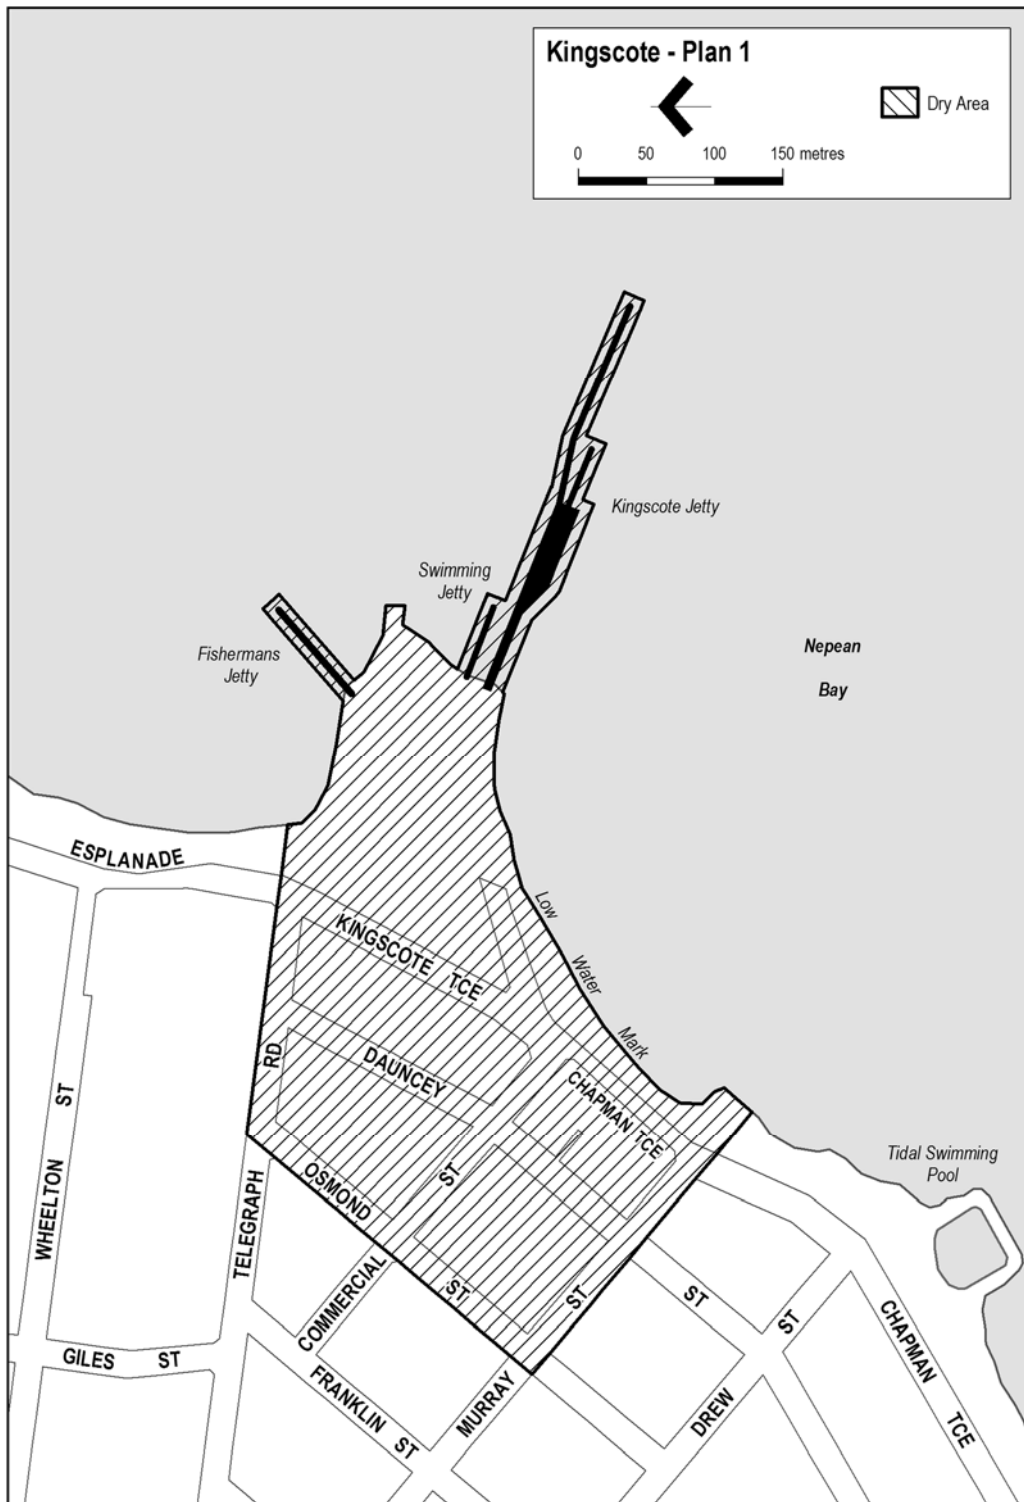 Kingscote - Plan 1
Dry Area
0 50 100 150 metres
Kingscote Jetty
Swimming
Jetty
Fishermans
Jetty
Nepean
Bay
ESPLANADE
Low
Water
Mark
KINGSCOTE TCE
RD
DAUNCEY
CHAPMAN TCE
Tidal Swimming
Pool
WHEELTON ST
TELEGRAPH
OSMOND
ST
COMMERCIAL
ST
ST
ST
ST
GILES ST
FRANKLIN ST
MURRAY
DREW
CHAPMAN TCE